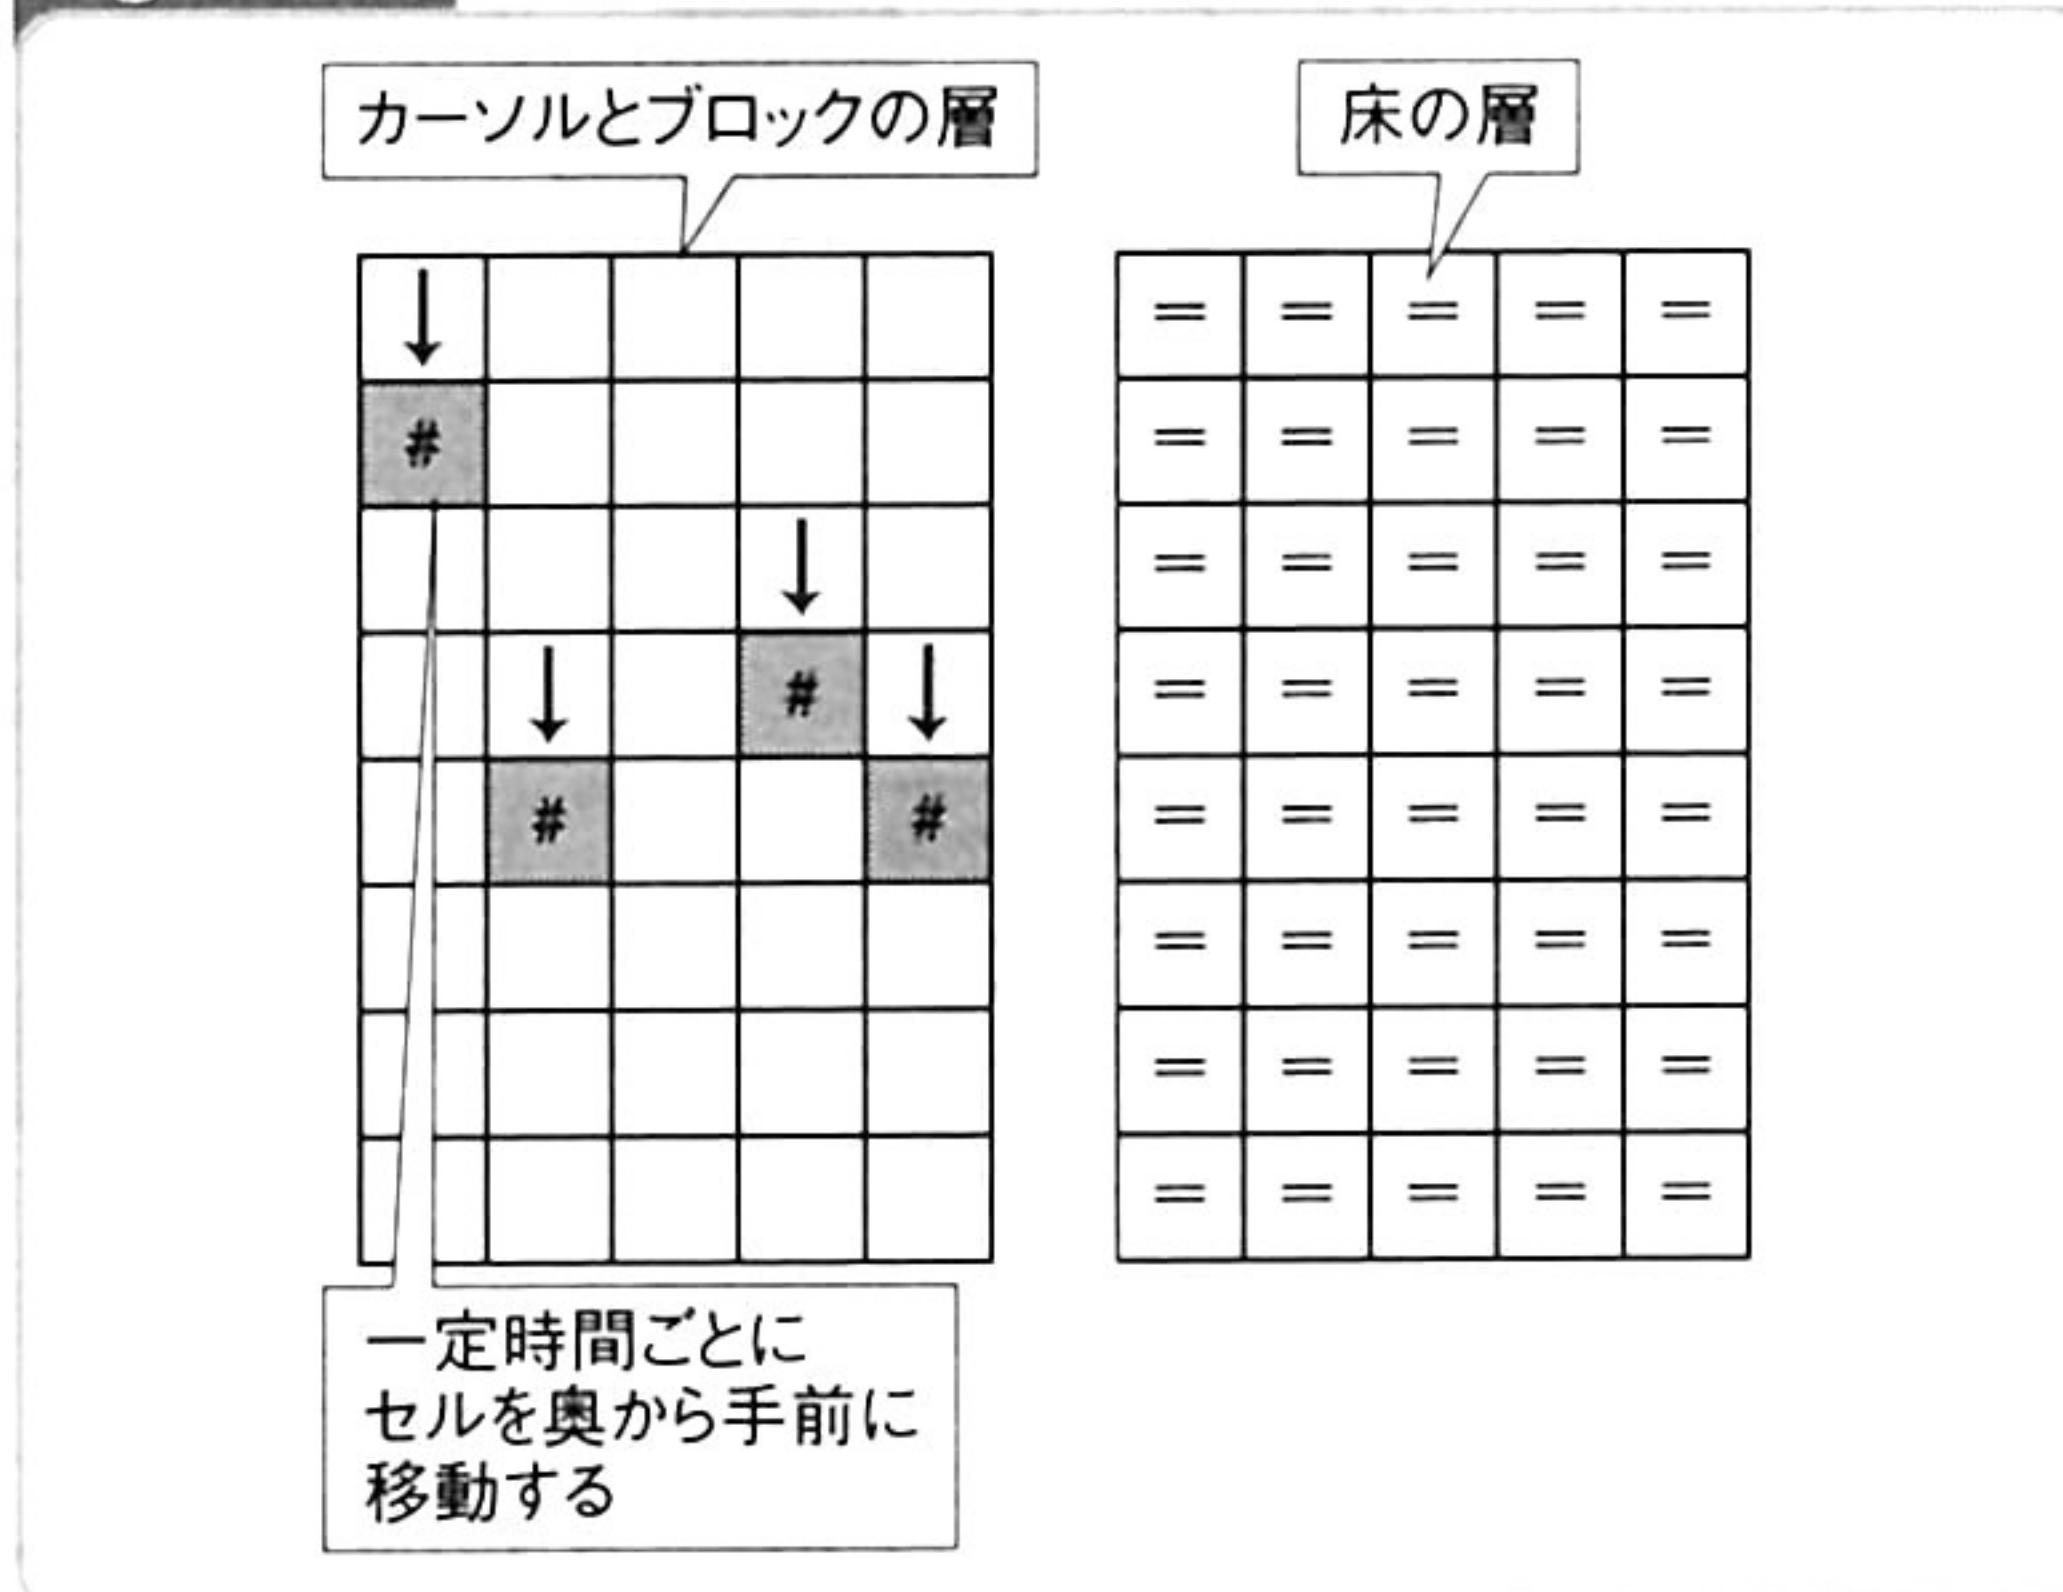 カーソルとブロックの層
床の層
= = = = =
# = = = = =
= = = = =
# = = = = =
# # = = = = =
= = = = =
= = = = =
= = = = =
一定時間ごとに
セルを奥から手前に
移動する